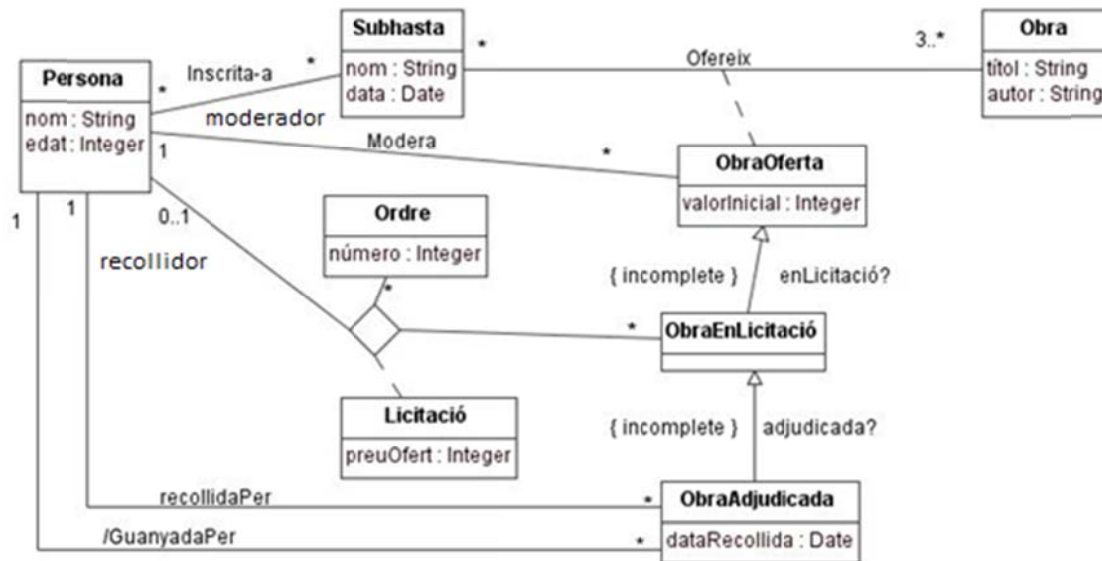 Subhasta
nom : String
data : Date
*
Ofereix
3..*
Obra
títol : String
autor : String
Persona
nom : String
edat : Integer
*
Inscrita-a
*
moderador
1
Modera
*
ObraOferta
valorInicial : Integer
1
1
0..1
recollidor
Ordre
número : Integer
*
{ incomplete }
enLicitació?
*
ObraEnLicitació
Licitació
preuOfert : Integer
{ incomplete }
adjudicada?
recollidaPer
*
/GuanyadaPer
*
ObraAdjudicada
dataRecollida : Date